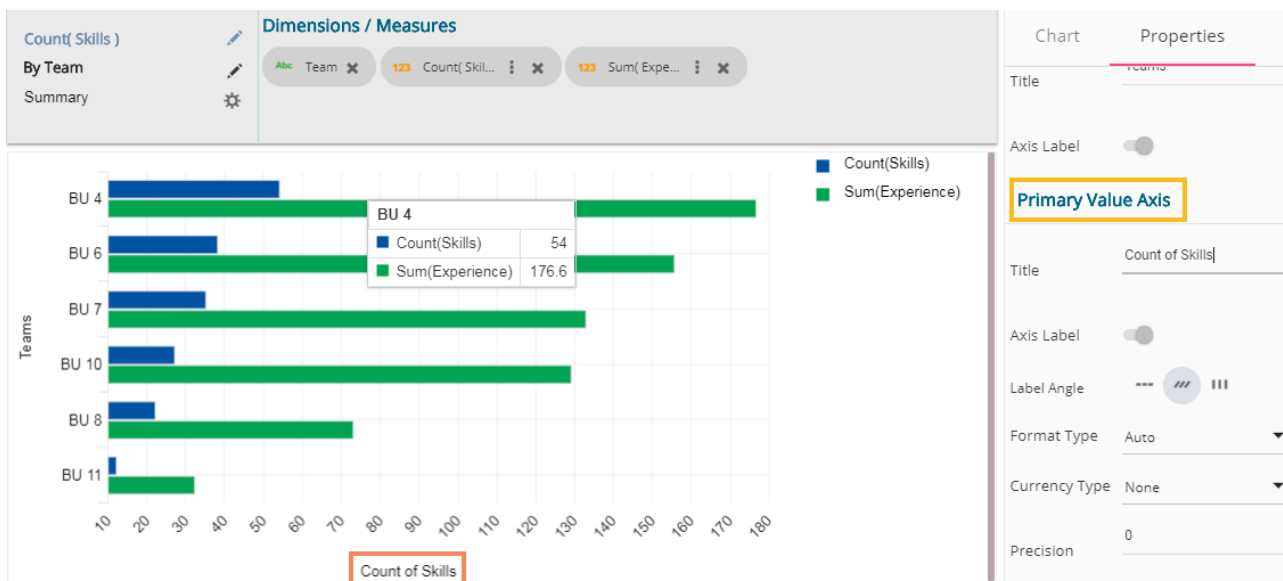 Count( Skills )
By Team
Summary
Dimensions / Measures
Abc Team
123 Count( Skil...
123 Sum( Expe...
Count(Skills)
Sum(Experience)
BU 4
BU 6
BU 7
BU 10
BU 8
BU 11
Teams
BU 4
Count(Skills) 54
Sum(Experience) 176.6
10 20 30 40 50 60 70 80 90 100 110 120 130 140 150 160 170 180
Count of Skills
Chart Properties
Title Teams
Axis Label
Primary Value Axis
Title Count of Skills
Axis Label
Label Angle
Format Type Auto
Currency Type None
Precision 0